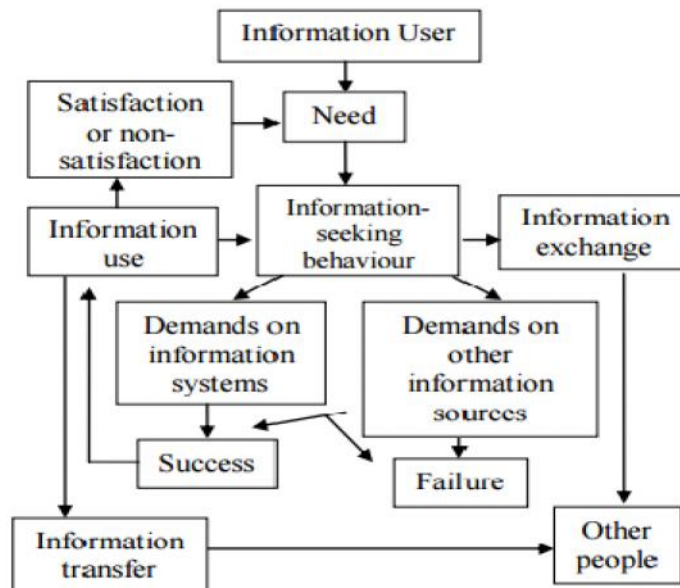 Information User
Satisfaction
or non-
satisfaction
Need
Information
use
Information-
seeking
behaviour
Information
exchange
Demands on
information
systems
Demands on
other
information
sources
Success
Failure
Information
transfer
Other
people